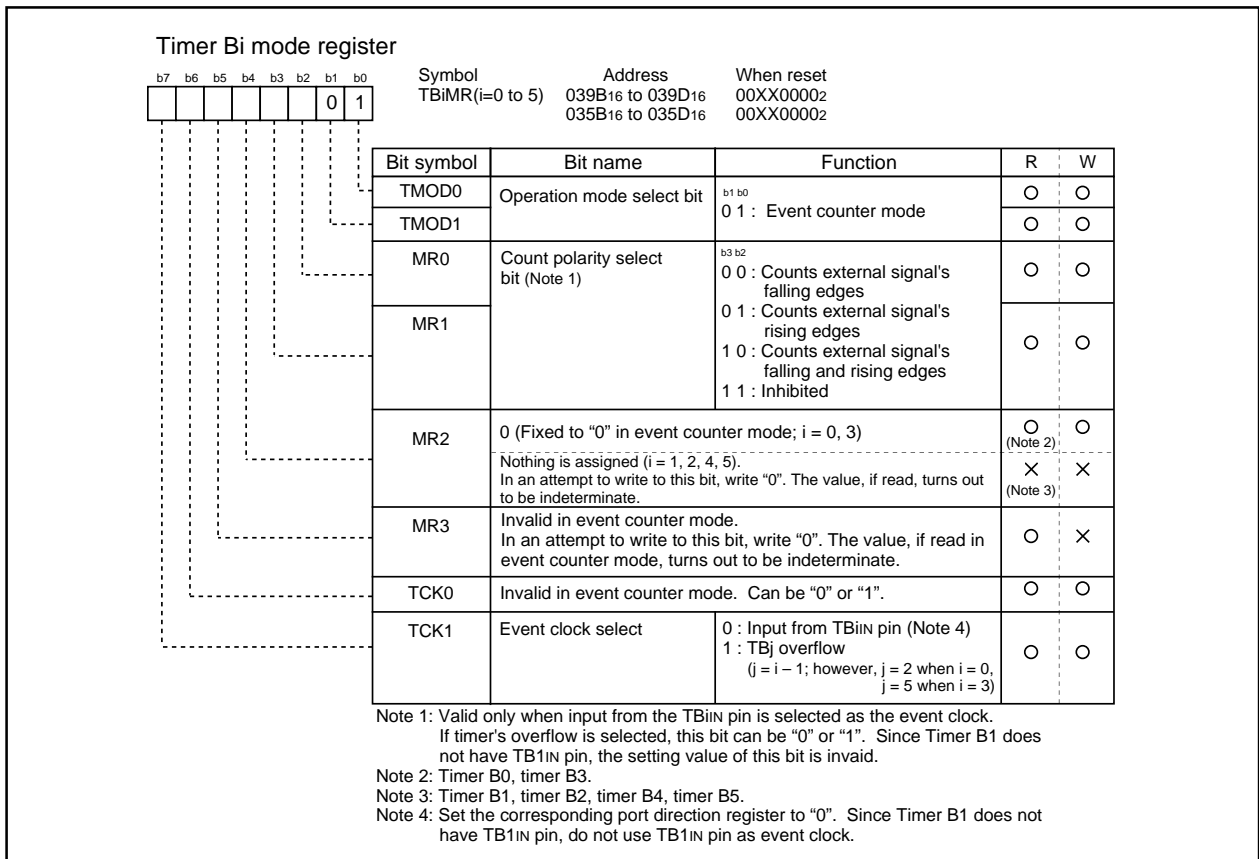 Timer Bi mode register
b7 b6 b5 b4 b3 b2 b1 b0
0 1
Symbol Address When reset
TBiMR(i=0 to 5) 039B16 to 039D16 00XX00002
035B16 to 035D16 00XX00002
Bit symbol Bit name Function R W
TMOD0 Operation mode select bit b1 b0
0 1 : Event counter mode
TMOD1
MR0 Count polarity select
bit (Note 1)
b3 b2
0 0 : Counts external signal's
falling edges
0 1 : Counts external signal's
rising edges
MR1
1 0 : Counts external signal's
falling and rising edges
1 1 : Inhibited
MR2 0 (Fixed to “0” in event counter mode; i = 0, 3)
(Note 2)
Nothing is assigned (i = 1, 2, 4, 5).
In an attempt to write to this bit, write “0”. The value, if read, turns out
to be indeterminate.
(Note 3)
MR3 Invalid in event counter mode.
In an attempt to write to this bit, write “0”. The value, if read in
event counter mode, turns out to be indeterminate.
TCK0 Invalid in event counter mode. Can be “0” or “1”.
TCK1 Event clock select 0 : Input from TBiIN pin (Note 4)
1 : TBj overflow
(j = i – 1; however, j = 2 when i = 0,
j = 5 when i = 3)
Note 1: Valid only when input from the TBiIN pin is selected as the event clock.
If timer's overflow is selected, this bit can be “0” or “1”. Since Timer B1 does
not have TB1IN pin, the setting value of this bit is invaid.
Note 2: Timer B0, timer B3.
Note 3: Timer B1, timer B2, timer B4, timer B5.
Note 4: Set the corresponding port direction register to “0”. Since Timer B1 does not
have TB1IN pin, do not use TB1IN pin as event clock.